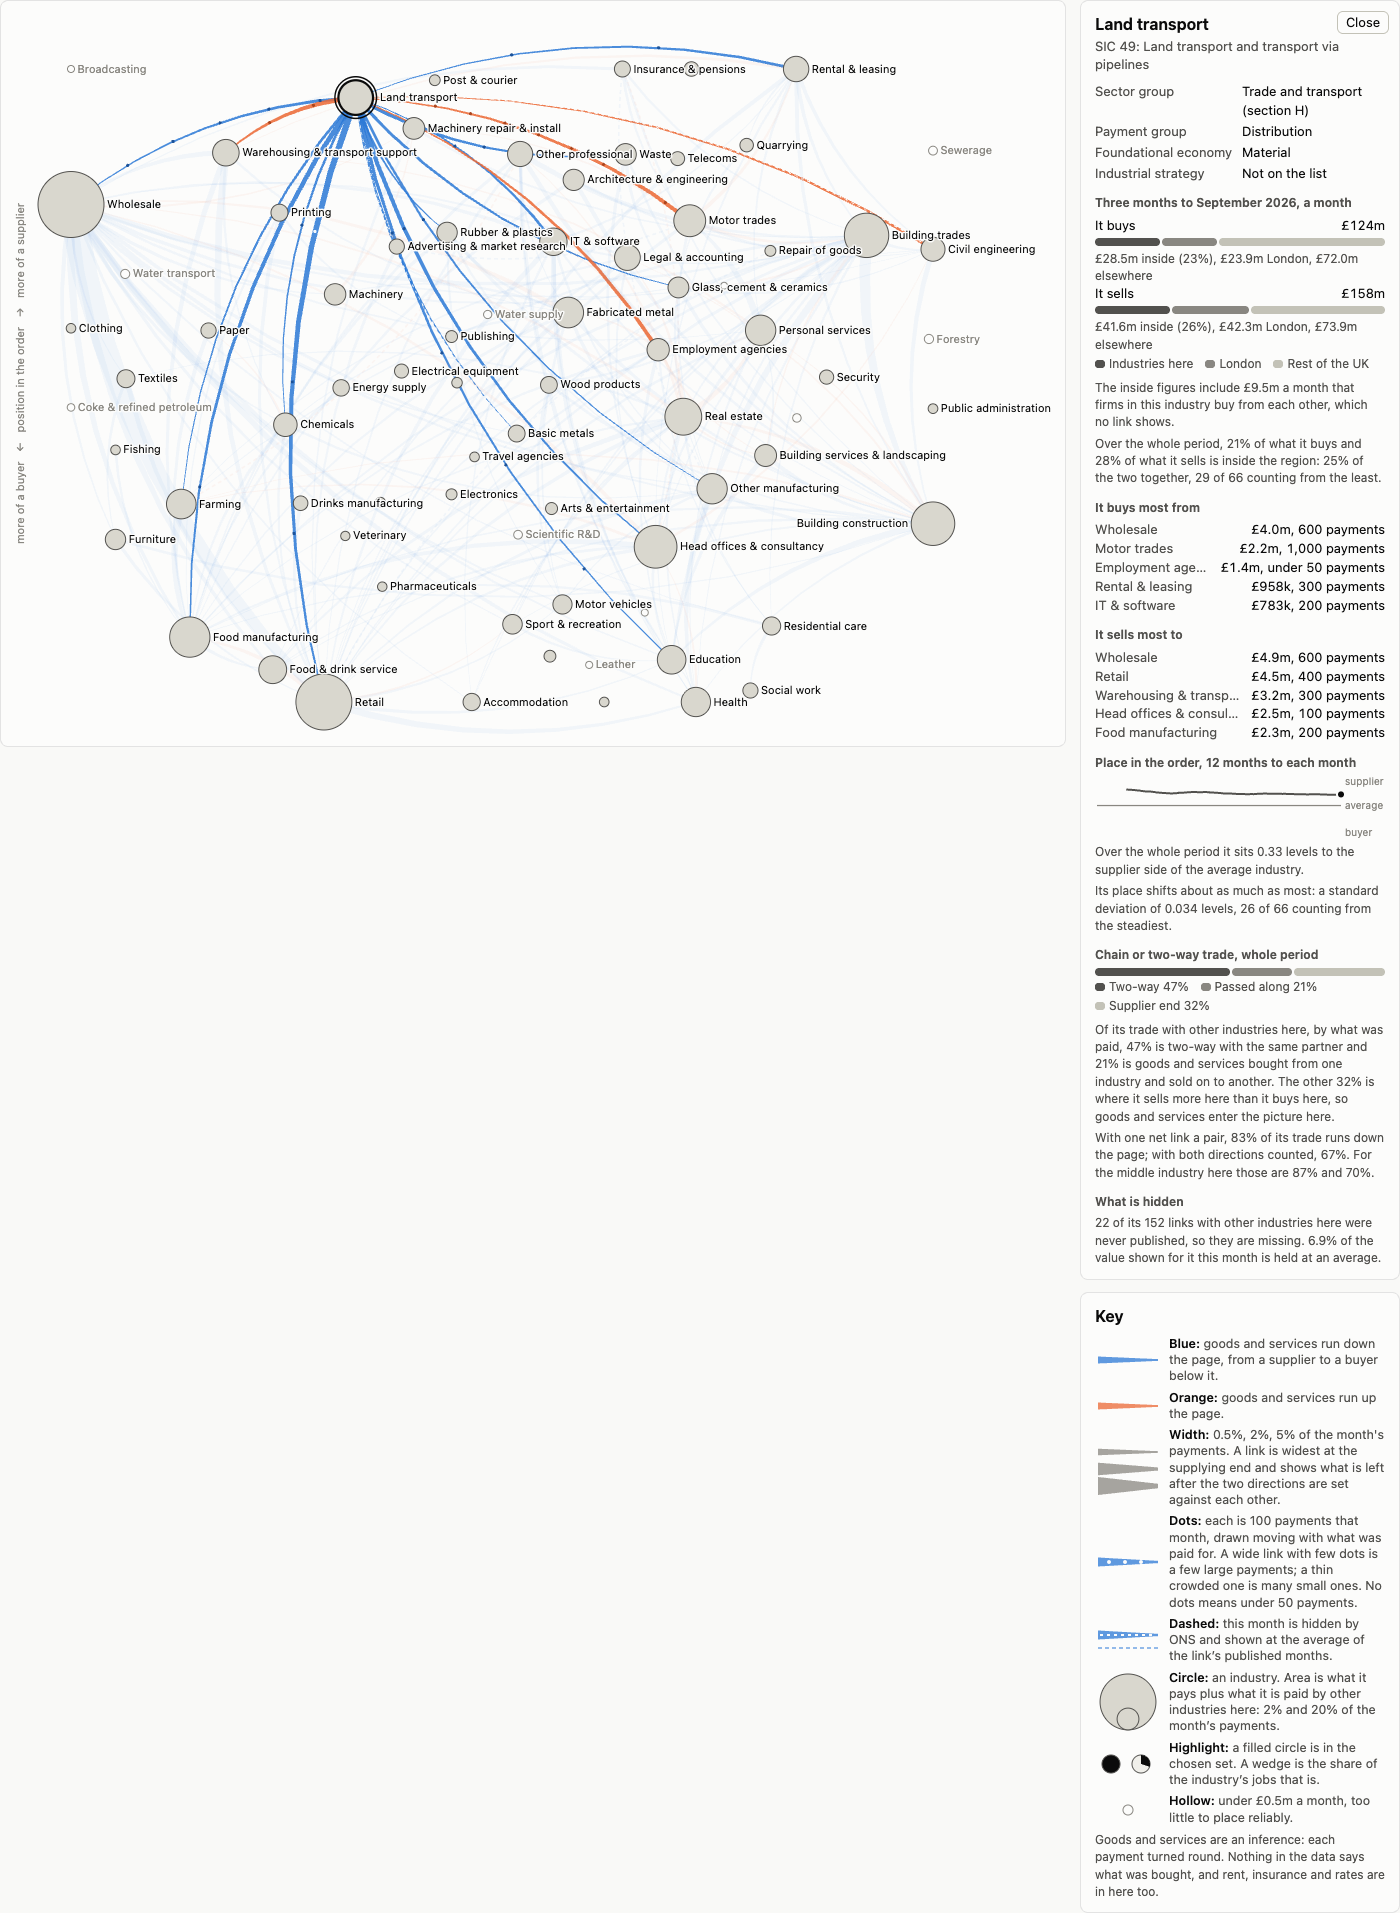 Broadcasting
Post & courier
Insurance & pensions
Rental & leasing
Land transport
Machinery repair & install
Warehousing & transport support
Other professional
Waste
Telecoms
Quarrying
Sewerage
Architecture & engineering
Wholesale
Printing
Motor trades
Rubber & plastics
Advertising & market research
IT & software
Building trades
Repair of goods
Civil engineering
Legal & accounting
Water transport
Machinery
Glass, cement & ceramics
Water supply
Fabricated metal
Clothing
Paper
Publishing
Personal services
Forestry
Employment agencies
Textiles
Electrical equipment
Energy supply
Wood products
Security
Coke & refined petroleum
Real estate
Public administration
Chemicals
Basic metals
Fishing
Travel agencies
Building services & landscaping
Farming
Drinks manufacturing
Electronics
Other manufacturing
Arts & entertainment
Building construction
Furniture
Veterinary
Scientific R&D
Head offices & consultancy
Pharmaceuticals
Motor vehicles
Sport & recreation
Residential care
Food manufacturing
Food & drink service
Leather
Education
Retail
Accommodation
Health
Social work
more of a buyer ← position in the order → more of a supplier
Land transport
Close
SIC 49: Land transport and transport via
pipelines
Sector group Trade and transport
(section H)
Payment group Distribution
Foundational economy Material
Industrial strategy Not on the list
Three months to September 2026, a month
It buys £124m
£28.5m inside (23%), £23.9m London, £72.0m
elsewhere
It sells £158m
£41.6m inside (26%), £42.3m London, £73.9m
elsewhere
Industries here London Rest of the UK
The inside figures include £9.5m a month that
firms in this industry buy from each other, which
no link shows.
Over the whole period, 21% of what it buys and
28% of what it sells is inside the region: 25% of
the two together, 29 of 66 counting from the least.
It buys most from
Wholesale £4.0m, 600 payments
Motor trades £2.2m, 1,000 payments
Employment age... £1.4m, under 50 payments
Rental & leasing £958k, 300 payments
IT & software £783k, 200 payments
It sells most to
Wholesale £4.9m, 600 payments
Retail £4.5m, 400 payments
Warehousing & transp... £3.2m, 300 payments
Head offices & consul... £2.5m, 100 payments
Food manufacturing £2.3m, 200 payments
Place in the order, 12 months to each month
supplier
average
buyer
Over the whole period it sits 0.33 levels to the
supplier side of the average industry.
Its place shifts about as much as most: a standard
deviation of 0.034 levels, 26 of 66 counting from
the steadiest.
Chain or two-way trade, whole period
Two-way 47% Passed along 21%
Supplier end 32%
Of its trade with other industries here, by what was
paid, 47% is two-way with the same partner and
21% is goods and services bought from one
industry and sold on to another. The other 32% is
where it sells more here than it buys here, so
goods and services enter the picture here.
With one net link a pair, 83% of its trade runs down
the page; with both directions counted, 67%. For
the middle industry here those are 87% and 70%.
What is hidden
22 of its 152 links with other industries here were
never published, so they are missing. 6.9% of the
value shown for it this month is held at an average.
Key
Blue: goods and services run down
the page, from a supplier to a buyer
below it.
Orange: goods and services run up
the page.
Width: 0.5%, 2%, 5% of the month's
payments. A link is widest at the
supplying end and shows what is left
after the two directions are set
against each other.
Dots: each is 100 payments that
month, drawn moving with what was
paid for. A wide link with few dots is
a few large payments; a thin
crowded one is many small ones. No
dots means under 50 payments.
Dashed: this month is hidden by
ONS and shown at the average of
the link's published months.
Circle: an industry. Area is what it
pays plus what it is paid by other
industries here: 2% and 20% of the
month's payments.
Highlight: a filled circle is in the
chosen set. A wedge is the share of
the industry's jobs that is.
Hollow: under £0.5m a month, too
little to place reliably.
Goods and services are an inference: each
payment turned round. Nothing in the data says
what was bought, and rent, insurance and rates are
in here too.